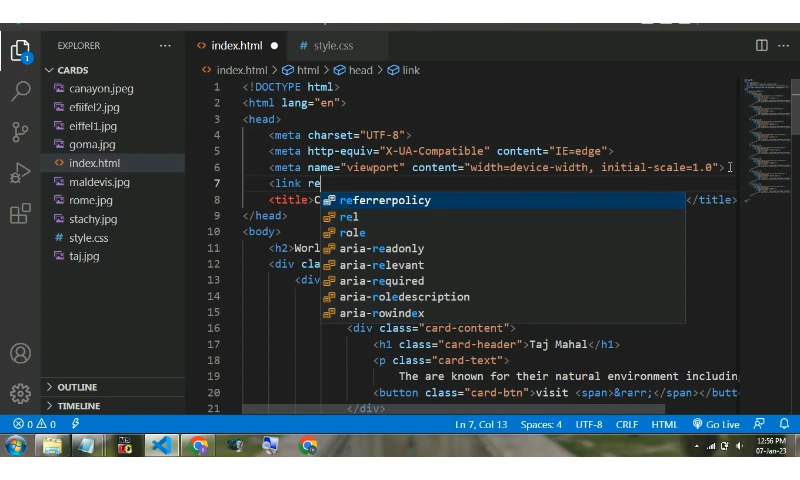 EXPLORER ...
index.html
# style.css
CARDS
index.html > html > head > link
canayon.jpeg
efiifel2.jpg
eiffel1.jpg
goma.jpg
index.html
maldevis.jpg
rome.jpg
stachy.jpg
# style.css
taj.jpg
1 <!DOCTYPE html>
2 <html lang="en">
3 <head>
4 <meta charset="UTF-8">
5 <meta http-equiv="X-UA-Compatible" content="IE=edge">
6 <meta name="viewport" content="width=device-width, initial-scale=1.0">
7 <link re
8 <title>C </title>
9 </head>
10 <body>
11 <h2>Worl
12 <div cla
13 <div
14
15
16 <div class="card-content">
17 <h1 class="card-header">Taj Mahal</h1>
18 <p class="card-text">
19 The are known for their natural environment including
20 <button class="card-btn">visit <span>&rarr;</span></butt
21 </div>
referrerpolicy
rel
role
aria-readonly
aria-relevant
aria-required
aria-roledescription
aria-rowindex
OUTLINE
TIMELINE
1
0 0 Ln 7, Col 13 Spaces: 4 UTF-8 CRLF HTML Go Live
12:56 PM
07-Jan-23